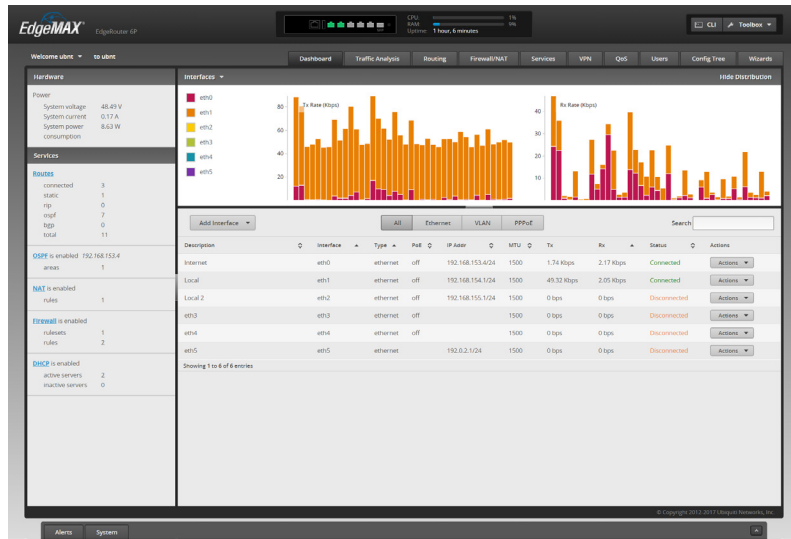 EdgeMAX
EdgeRouter 6P
CPU: 1%
RAM: 9%
Uptime: 1 hour, 6 minutes
CLI
Toolbox
Welcome ubnt to ubnt
Dashboard Traffic Analysis Routing Firewall/NAT Services VPN QoS Users Config Tree Wizards
Hardware
Power
System voltage 48.49 V
System current 0.17 A
System power 8.63 W
consumption
Services
Routes
connected 3
static 1
rip 0
ospf 7
bgp 0
total 11
OSPF is enabled 192.168.153.4
areas 1
NAT is enabled
rules 1
Firewall is enabled
rulesets 1
rules 2
DHCP is enabled
active servers 2
inactive servers 0
Interfaces
Hide Distribution
eth0
eth1
eth2
eth3
eth4
eth5
Tx Rate (Kbps)
80
60
40
20
Rx Rate (Kbps)
40
30
20
10
Add Interface
All Ethernet VLAN PPPoE
Search
Description Interface Type PoE IP Addr MTU Tx Rx Status Actions
Internet eth0 ethernet off 192.168.153.4/24 1500 1.74 Kbps 2.17 Kbps Connected Actions
Local eth1 ethernet off 192.168.154.1/24 1500 49.32 Kbps 2.05 Kbps Connected Actions
Local 2 eth2 ethernet off 192.168.155.1/24 1500 0 bps 0 bps Disconnected Actions
eth3 eth3 ethernet off 1500 0 bps 0 bps Disconnected Actions
eth4 eth4 ethernet off 1500 0 bps 0 bps Disconnected Actions
eth5 eth5 ethernet 192.0.2.1/24 1500 0 bps 0 bps Disconnected Actions
Showing 1 to 6 of 6 entries
© Copyright 2012-2017 Ubiquiti Networks, Inc.
Alerts System